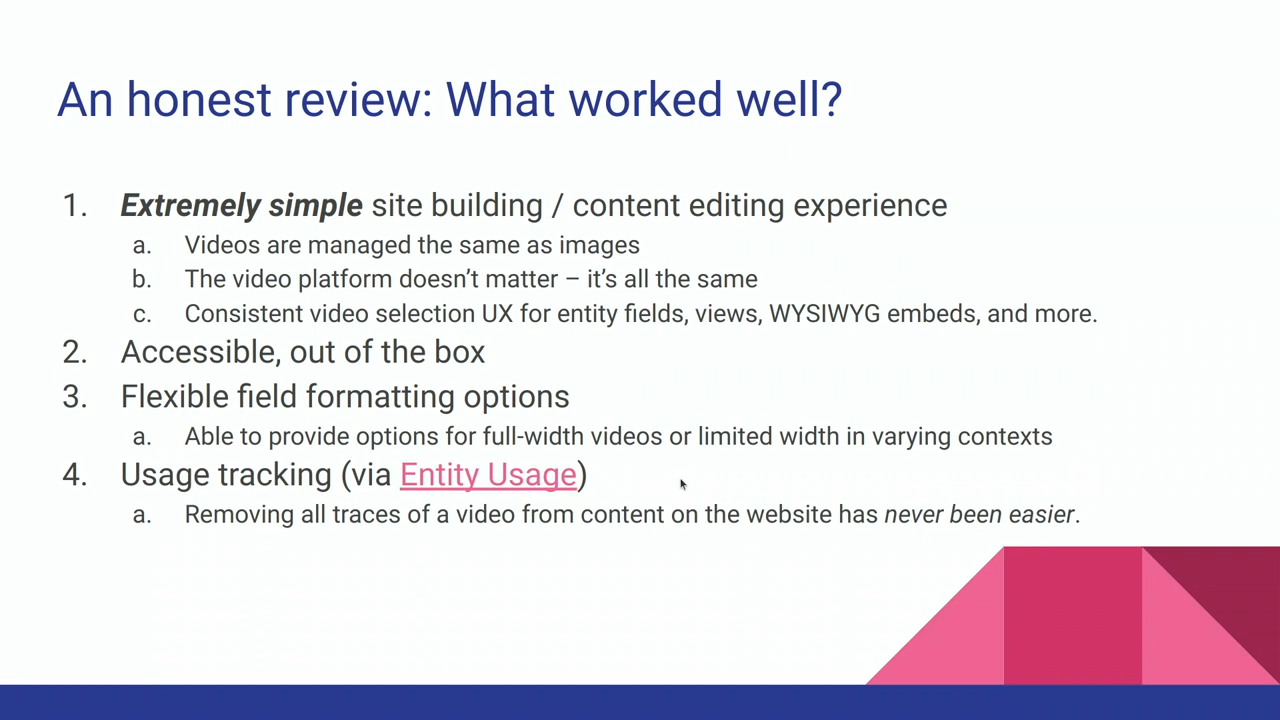 An honest review: What worked well?
1. Extremely simple site building / content editing experience
a. Videos are managed the same as images
b. The video platform doesn’t matter – it’s all the same
c. Consistent video selection UX for entity fields, views, WYSIWYG embeds, and more.
2. Accessible, out of the box
3. Flexible field formatting options
a. Able to provide options for full-width videos or limited width in varying contexts
4. Usage tracking (via Entity Usage)
a. Removing all traces of a video from content on the website has never been easier.